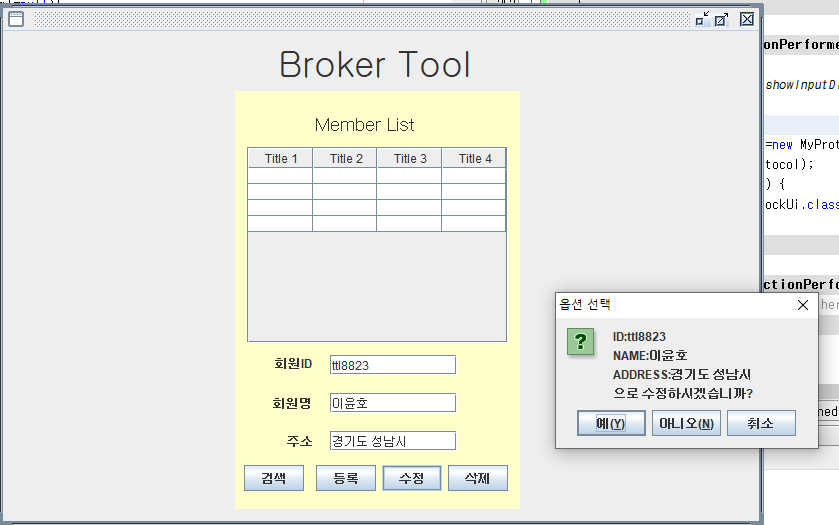 Broker Tool
onPerforme
showInputD
Member List
=new MyProt
tocol);
) {
Title 1 Title 2 Title 3 Title 4
ockUi.class
ctionPerfo
옵션 선택
her
ID:ttl8823
NAME:이윤호
ADDRESS:경기도 성남시
으로 수정하시겠습니까?
회원ID ttl8823
회원명 이윤호
예(Y) 아니오(N) 취소
ned
주소 경기도 성남시
검색 등록 수정 삭제